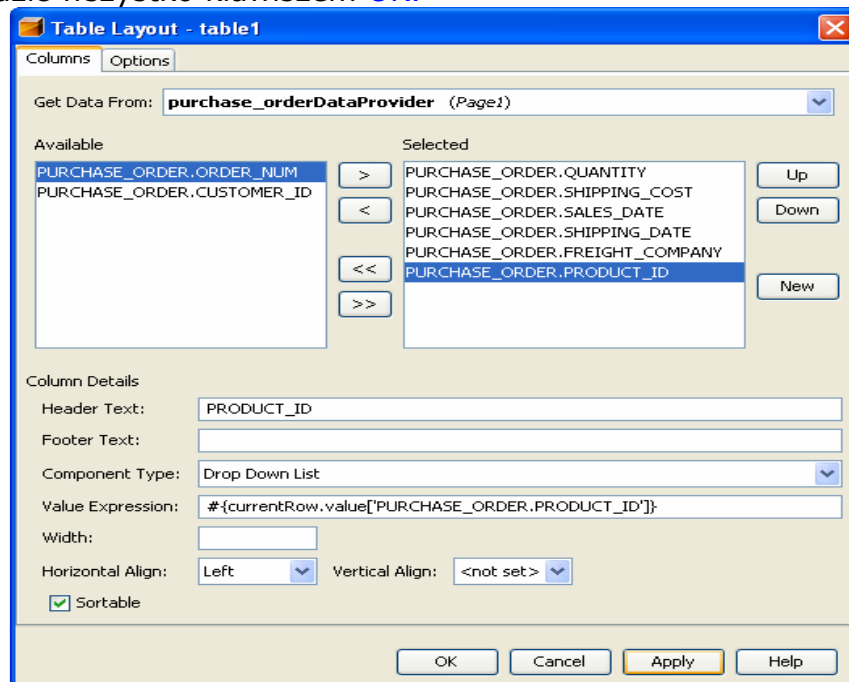 Table Layout - table1
Columns Options
Get Data From: purchase_orderDataProvider (Page1)
Available Selected
PURCHASE_ORDER.ORDER_NUM
PURCHASE_ORDER.CUSTOMER_ID
>
<
<<
>>
PURCHASE_ORDER.QUANTITY
PURCHASE_ORDER.SHIPPING_COST
PURCHASE_ORDER.SALES_DATE
PURCHASE_ORDER.SHIPPING_DATE
PURCHASE_ORDER.FREIGHT_COMPANY
PURCHASE_ORDER.PRODUCT_ID
Up
Down
New
Column Details
Header Text: PRODUCT_ID
Footer Text:
Component Type: Drop Down List
Value Expression: #{currentRow.value['PURCHASE_ORDER.PRODUCT_ID']}
Width:
Horizontal Align: Left Vertical Align: <not set>
Sortable
OK Cancel Apply Help